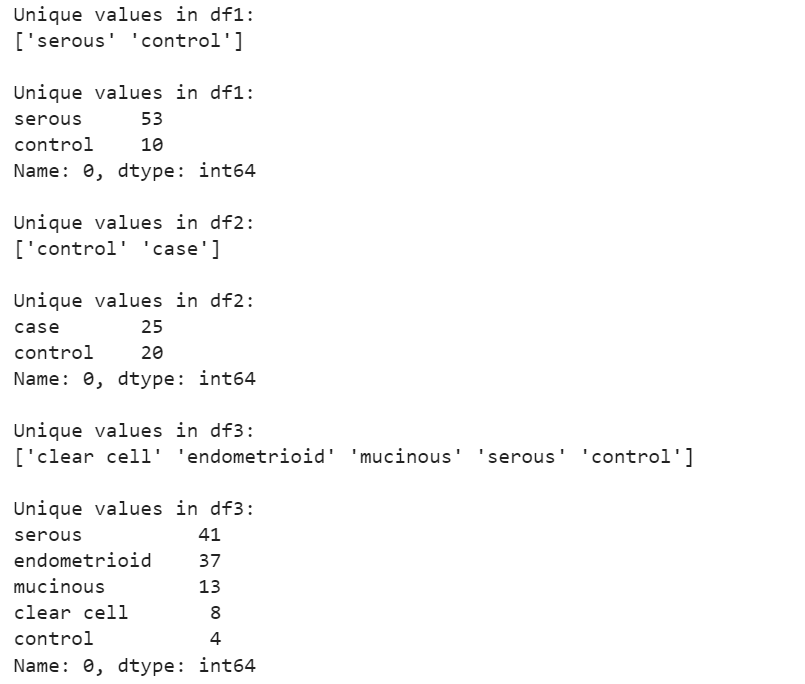 Unique values in df1:
['serous' 'control']
Unique values in df1:
serous     53
control    10
Name: 0, dtype: int64
Unique values in df2:
['control' 'case']
Unique values in df2:
case       25
control    20
Name: 0, dtype: int64
Unique values in df3:
['clear cell' 'endometrioid' 'mucinous' 'serous' 'control']
Unique values in df3:
serous          41
endometrioid    37
mucinous        13
clear cell       8
control          4
Name: 0, dtype: int64